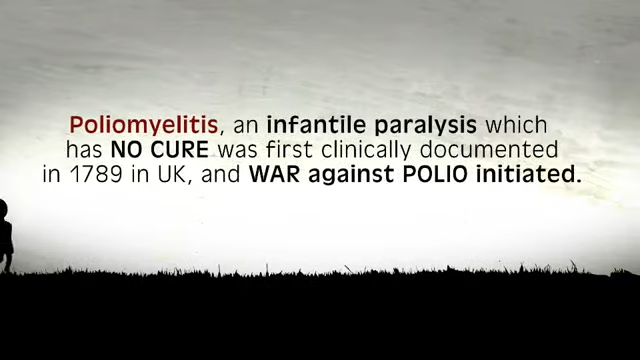 Poliomyelitis, an infantile paralysis which
has NO CURE was first clinically documented
in 1789 in UK, and WAR against POLIO initiated.